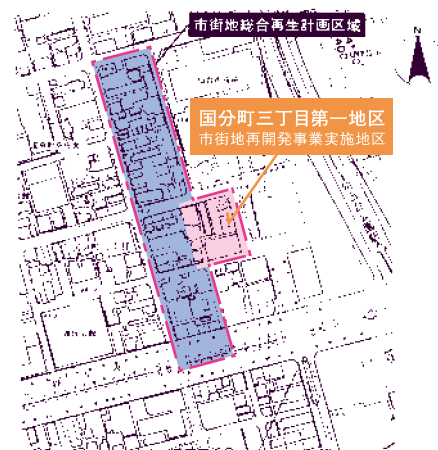 市街地総合再生計画区域
N
国分町三丁目第一地区
市街地再開発事業実施地区